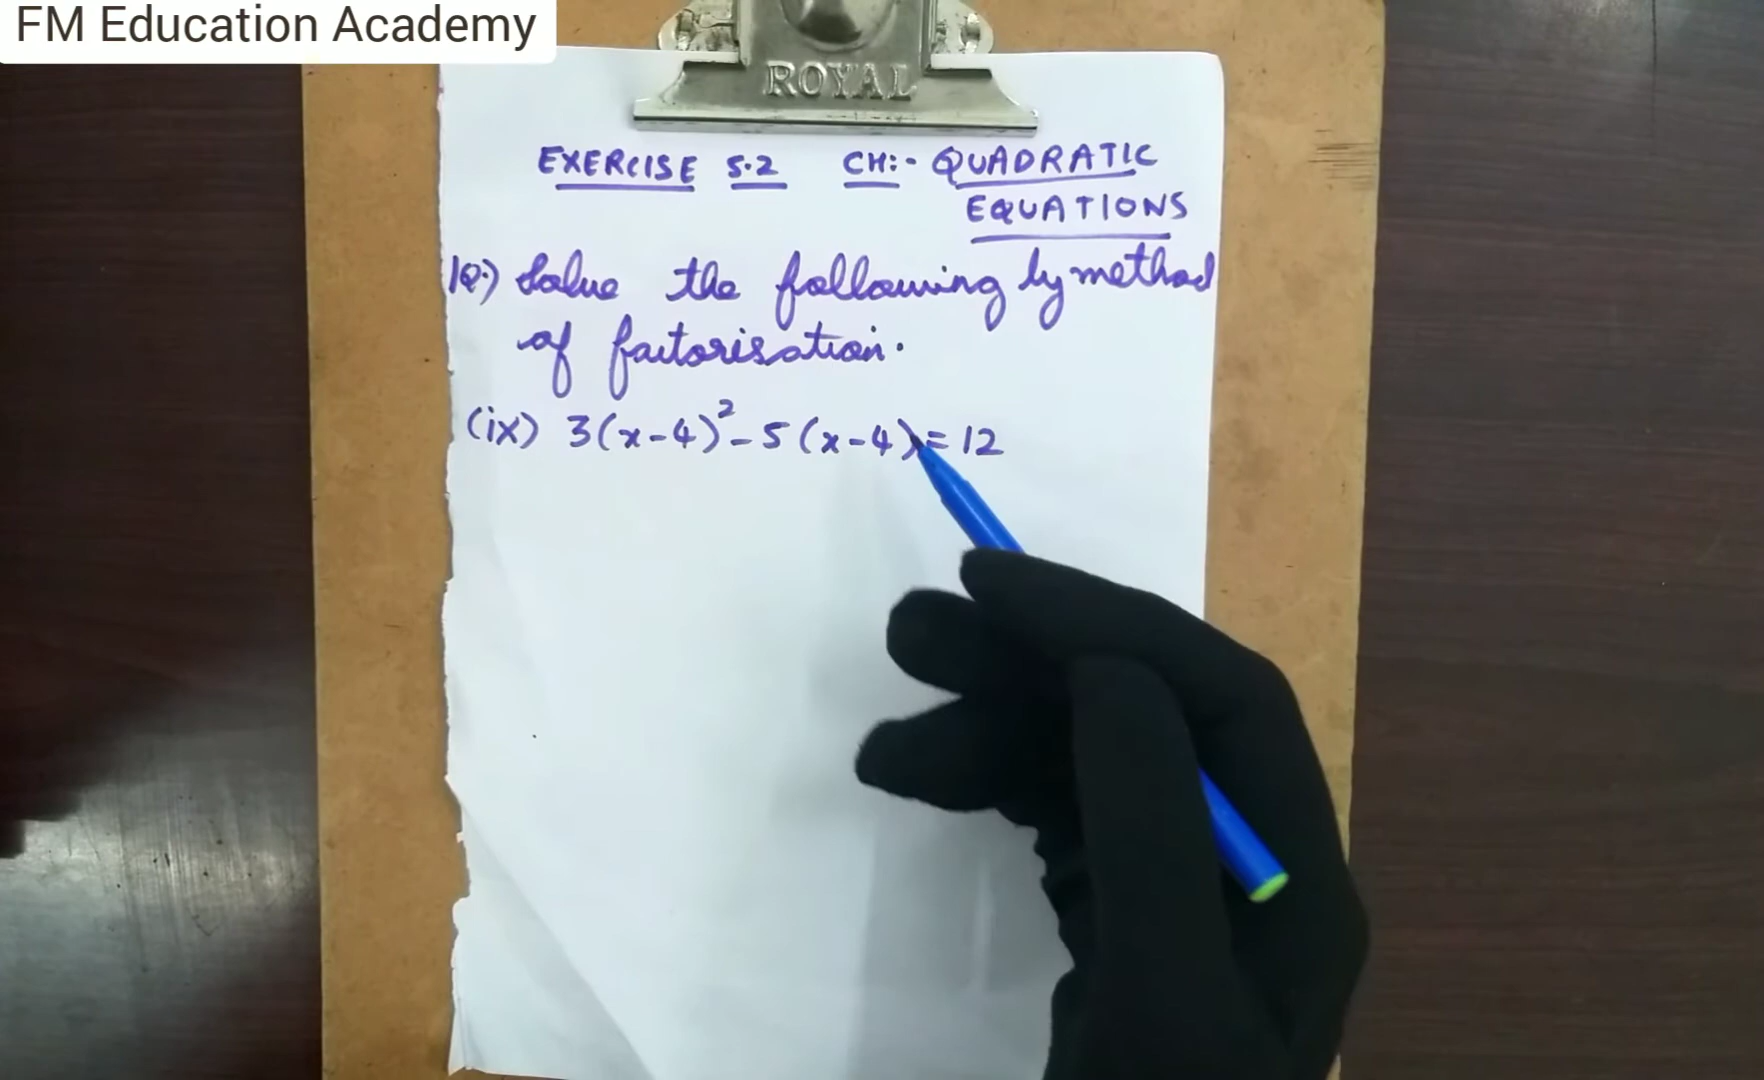 FM Education Academy
ROYAL
EXERCISE 5.2 CH:- QUADRATIC
EQUATIONS
1Q.) Solve the following by method
of factorisation.
(ix) 3(x-4)²-5(x-4)=12